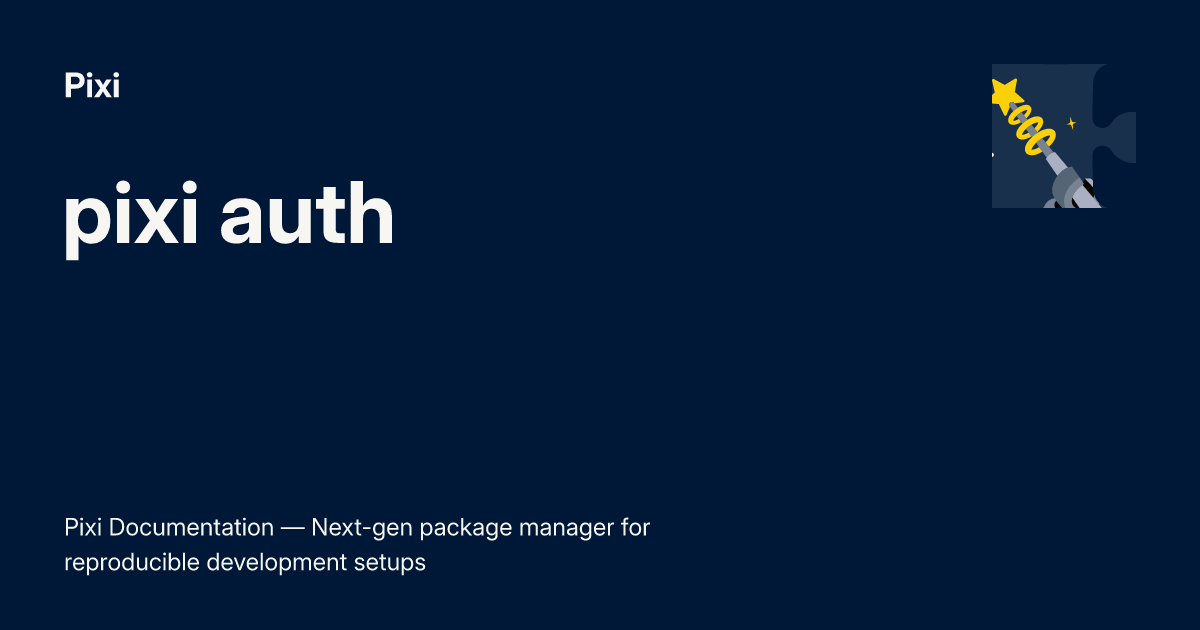 Pixi
pixi auth
Pixi Documentation — Next-gen package manager for
reproducible development setups